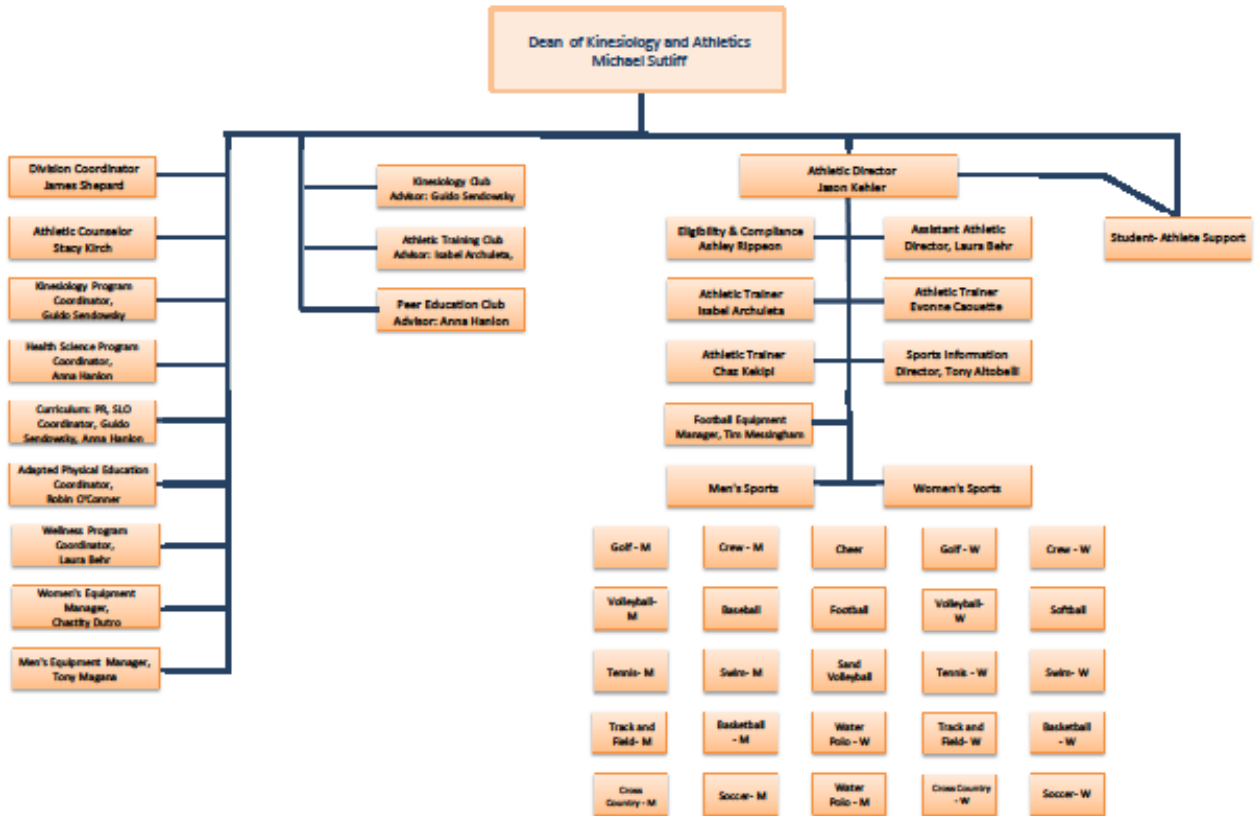 Dean of Kinesiology and Athletics
Michael Sutliff
Division Coordinator
James Shepard
Athletic Counselor
Stacy Kirch
Kinesiology Program
Coordinator,
Guido Sendowsky
Health Science Program
Coordinator,
Anna Hanlon
Curriculum: PR, SLO
Coordinator, Guido
Sendowsky, Anna Hanlon
Adapted Physical Education
Coordinator,
Robin O'Conner
Wellness Program
Coordinator,
Laura Behr
Women's Equipment
Manager,
Chastity Dutro
Men's Equipment Manager,
Tony Magana
Kinesiology Club
Advisor: Guido Sendowsky
Athletic Training Club
Advisor: Isabel Archuleta,
Peer Education Club
Advisor: Anna Hanlon
Athletic Director
Jason Kehler
Eligibility & Compliance
Ashley Rippeon
Assistant Athletic
Director, Laura Behr
Athletic Trainer
Isabel Archuleta
Athletic Trainer
Evonne Caouette
Athletic Trainer
Chaz Kekipi
Sports Information
Director, Tony Altobelli
Football Equipment
Manager, Tim Messingham
Men's Sports
Women's Sports
Student- Athlete Support
Golf - M
Crew - M
Cheer
Golf - W
Crew - W
Volleyball-
M
Baseball
Football
Volleyball-
W
Softball
Tennis- M
Swim- M
Sand
Volleyball
Tennis - W
Swim- W
Track and
Field- M
Basketball
- M
Water
Polo - W
Track and
Field- W
Basketball
- W
Cross
Country - M
Soccer- M
Water
Polo - M
Cross Country
- W
Soccer- W